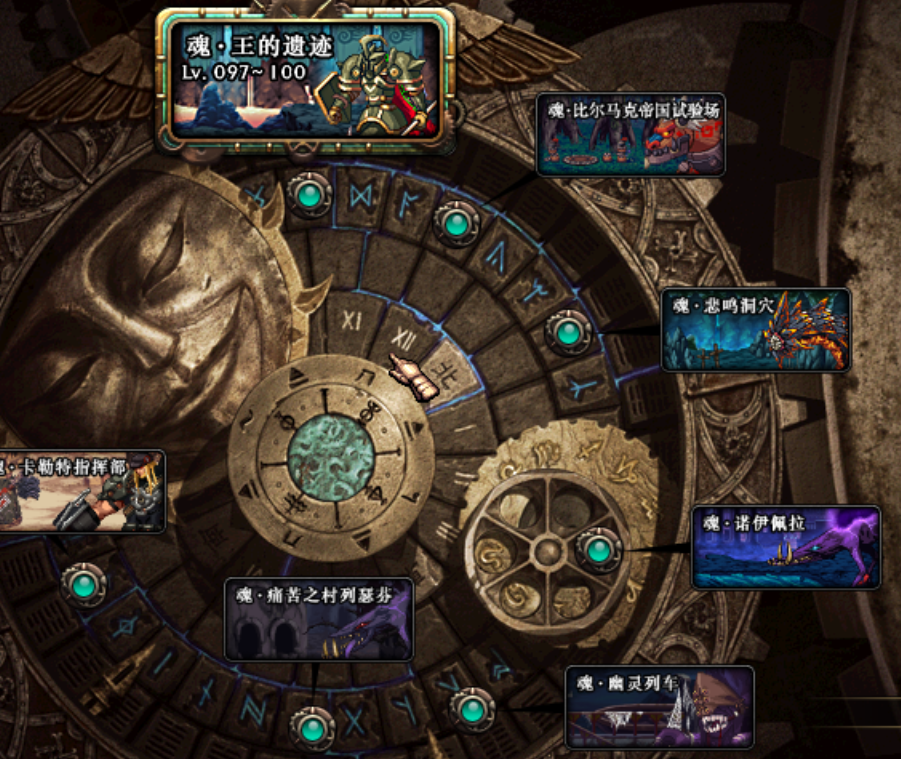 魂·王的遗迹
Lv. 097~100
魂·比尔马克帝国试验场
魂·悲鸣洞穴
XI
XII
魂·卡勒特指挥部
魂·诺伊佩拉
魂·痛苦之村列瑟芬
魂·幽灵列车